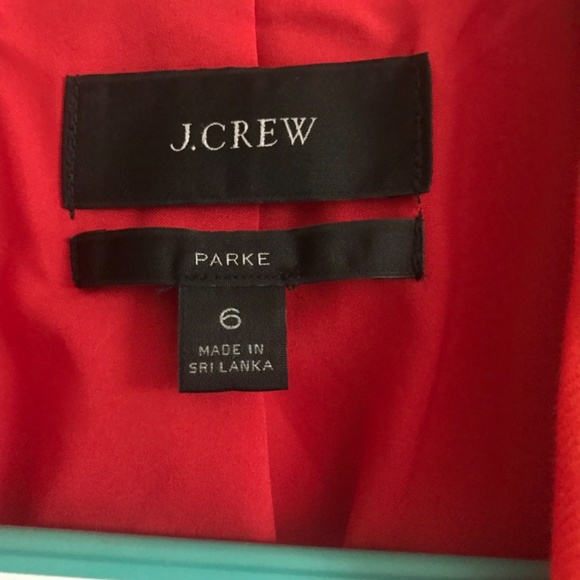 J.CREW
PARKE
6
MADE IN
SRI LANKA